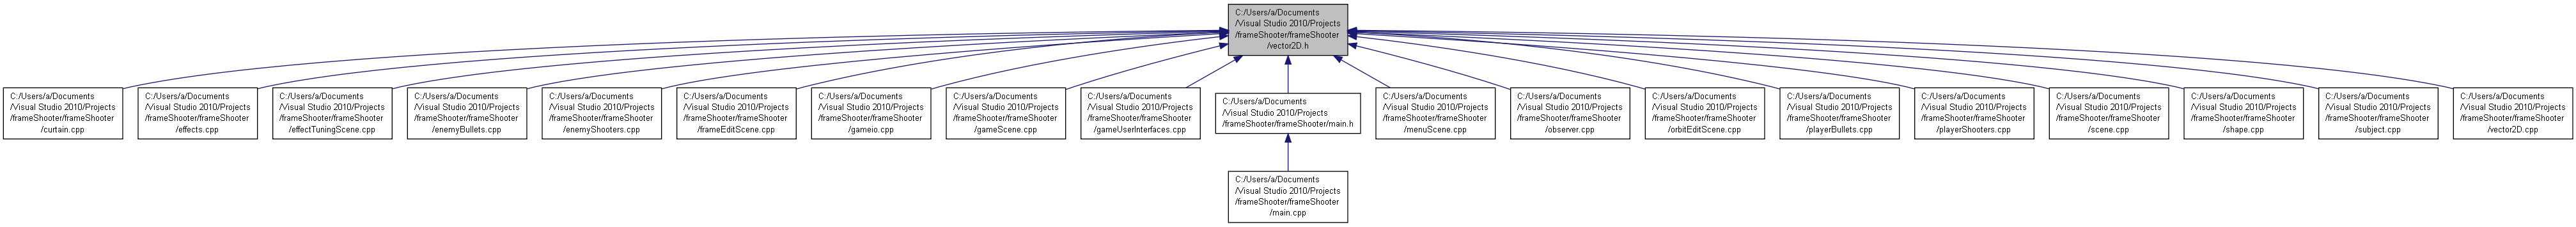 C:/Users/a/Documents
/Visual Studio 2010/Projects
/frameShooter/frameShooter
/vector2D.h
C:/Users/a/Documents
/Visual Studio 2010/Projects
/frameShooter/frameShooter
/curtain.cpp
C:/Users/a/Documents
/Visual Studio 2010/Projects
/frameShooter/frameShooter
/effects.cpp
C:/Users/a/Documents
/Visual Studio 2010/Projects
/frameShooter/frameShooter
/effectTuningScene.cpp
C:/Users/a/Documents
/Visual Studio 2010/Projects
/frameShooter/frameShooter
/enemyBullets.cpp
C:/Users/a/Documents
/Visual Studio 2010/Projects
/frameShooter/frameShooter
/enemyShooters.cpp
C:/Users/a/Documents
/Visual Studio 2010/Projects
/frameShooter/frameShooter
/frameEditScene.cpp
C:/Users/a/Documents
/Visual Studio 2010/Projects
/frameShooter/frameShooter
/gameio.cpp
C:/Users/a/Documents
/Visual Studio 2010/Projects
/frameShooter/frameShooter
/gameScene.cpp
C:/Users/a/Documents
/Visual Studio 2010/Projects
/frameShooter/frameShooter
/gameUserInterfaces.cpp
C:/Users/a/Documents
/Visual Studio 2010/Projects
/frameShooter/frameShooter/main.h
C:/Users/a/Documents
/Visual Studio 2010/Projects
/frameShooter/frameShooter
/menuScene.cpp
C:/Users/a/Documents
/Visual Studio 2010/Projects
/frameShooter/frameShooter
/observer.cpp
C:/Users/a/Documents
/Visual Studio 2010/Projects
/frameShooter/frameShooter
/orbitEditScene.cpp
C:/Users/a/Documents
/Visual Studio 2010/Projects
/frameShooter/frameShooter
/playerBullets.cpp
C:/Users/a/Documents
/Visual Studio 2010/Projects
/frameShooter/frameShooter
/playerShooters.cpp
C:/Users/a/Documents
/Visual Studio 2010/Projects
/frameShooter/frameShooter
/scene.cpp
C:/Users/a/Documents
/Visual Studio 2010/Projects
/frameShooter/frameShooter
/shape.cpp
C:/Users/a/Documents
/Visual Studio 2010/Projects
/frameShooter/frameShooter
/subject.cpp
C:/Users/a/Documents
/Visual Studio 2010/Projects
/frameShooter/frameShooter
/vector2D.cpp
C:/Users/a/Documents
/Visual Studio 2010/Projects
/frameShooter/frameShooter
/main.cpp